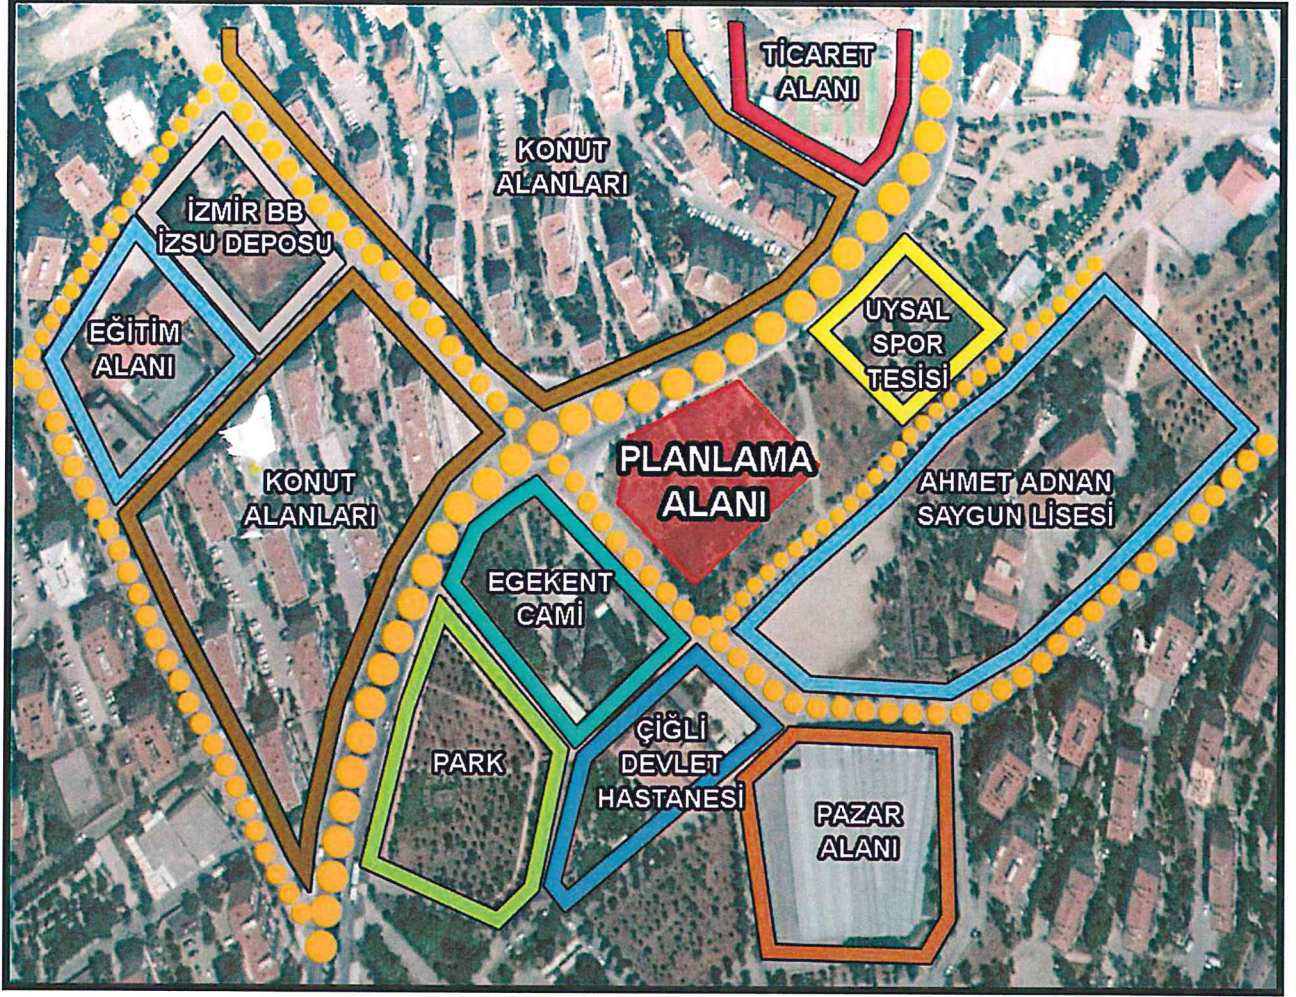 TİCARET
ALANI
KONUT
ALANLARI
İZMİR BB
İZSU DEPOSU
EĞİTİM
ALANI
UYSAL
SPOR
TESİSİ
PLANLAMA
ALANI
KONUT
ALANLARI
AHMET ADNAN
SAYGUN LİSESİ
EGEKENT
CAMİ
PARK
ÇİĞLİ
DEVLET
HASTANESİ
PAZAR
ALANI